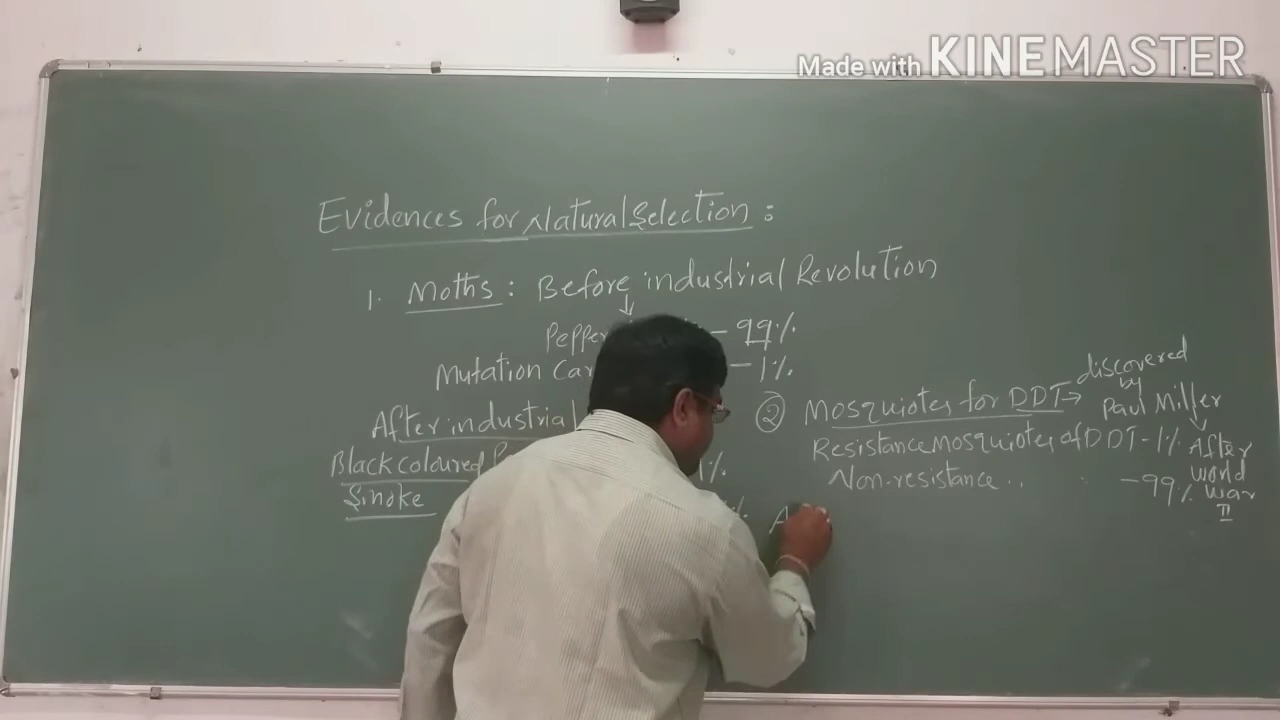 Made with KINEMASTER
Evidences for Natural Selection :
1. Moths : Before industrial Revolution
↓
- 99%
Mutation - 1%
After industrial
Black coloured 1%
Smoke %
② Mosquiotes for DDT → discovered
by
Paul Miller
Resistance Mosquiotes of DDT - 1% After
Non-resistance .. - 99% world
war
II
A